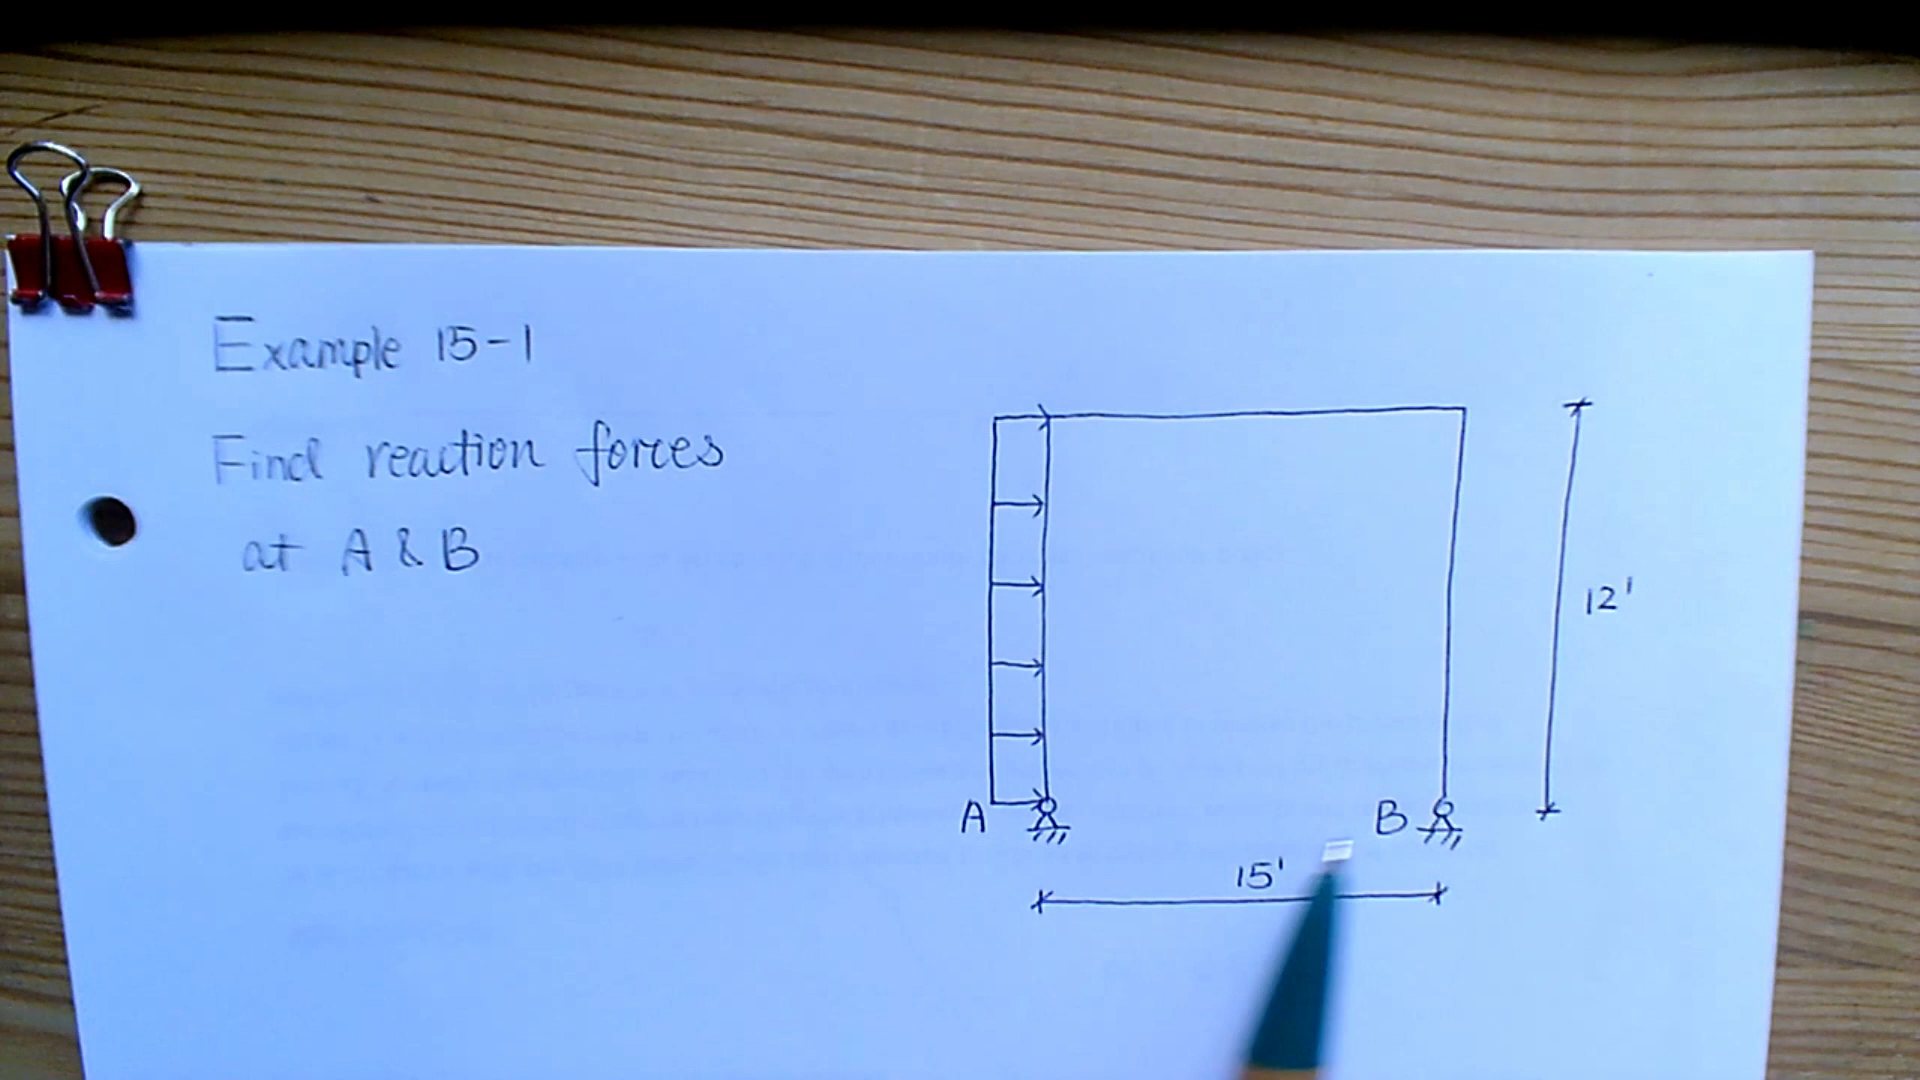 Example 15-1
Find reaction forces
at A & B
12'
A
B
15'